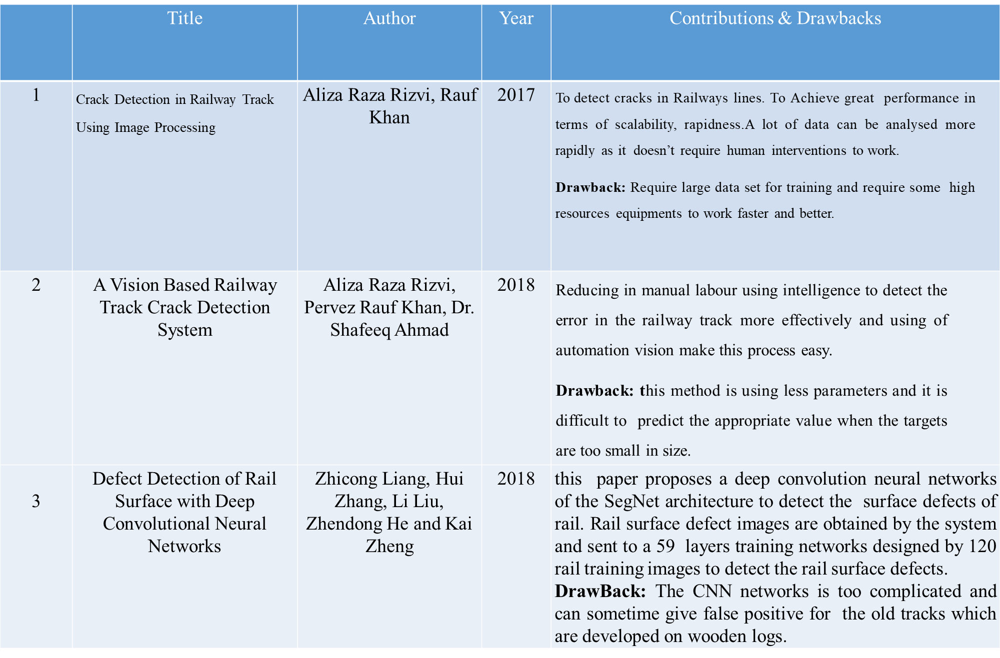 Title Author Year Contributions & Drawbacks
1
Crack Detection in Railway Track
Using Image Processing
Aliza Raza Rizvi, Rauf
Khan
2017
To detect cracks in Railways lines. To Achieve great performance in
terms of scalability, rapidness.A lot of data can be analysed more
rapidly as it doesn’t require human interventions to work.
Drawback: Require large data set for training and require some high
resources equipments to work faster and better.
2
A Vision Based Railway
Track Crack Detection
System
Aliza Raza Rizvi,
Pervez Rauf Khan, Dr.
Shafeeq Ahmad
2018
Reducing in manual labour using intelligence to detect the
error in the railway track more effectively and using of
automation vision make this process easy.
Drawback: this method is using less parameters and it is
difficult to predict the appropriate value when the targets
are too small in size.
3
Defect Detection of Rail
Surface with Deep
Convolutional Neural
Networks
Zhicong Liang, Hui
Zhang, Li Liu,
Zhendong He and Kai
Zheng
2018
this paper proposes a deep convolution neural networks
of the SegNet architecture to detect the surface defects of
rail. Rail surface defect images are obtained by the system
and sent to a 59 layers training networks designed by 120
rail training images to detect the rail surface defects.
DrawBack: The CNN networks is too complicated and
can sometime give false positive for the old tracks which
are developed on wooden logs.